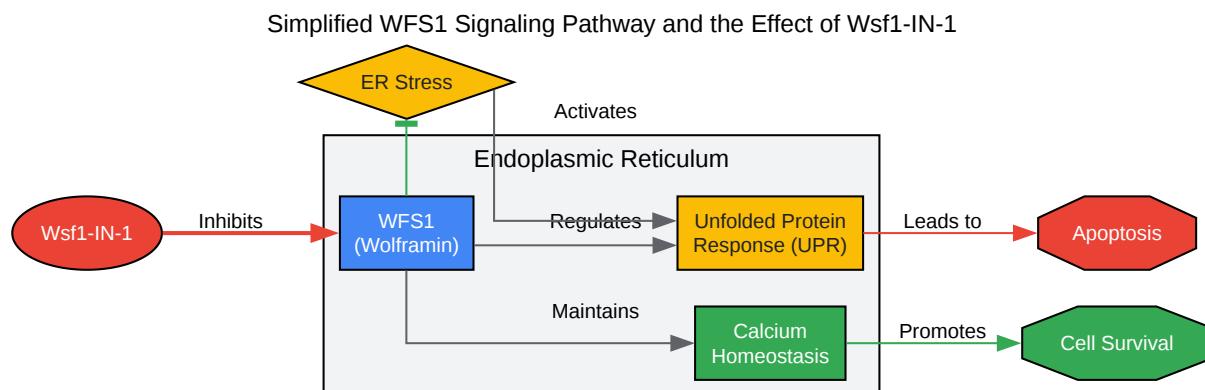 Simplified WFS1 Signaling Pathway and the Effect of Wsf1-IN-1
ER Stress
Activates
Endoplasmic Reticulum
Wsf1-IN-1
Inhibits
WFS1
(Wolframin)
Regulates
Unfolded Protein
Response (UPR)
Leads to
Apoptosis
Maintains
Calcium
Homeostasis
Promotes
Cell Survival